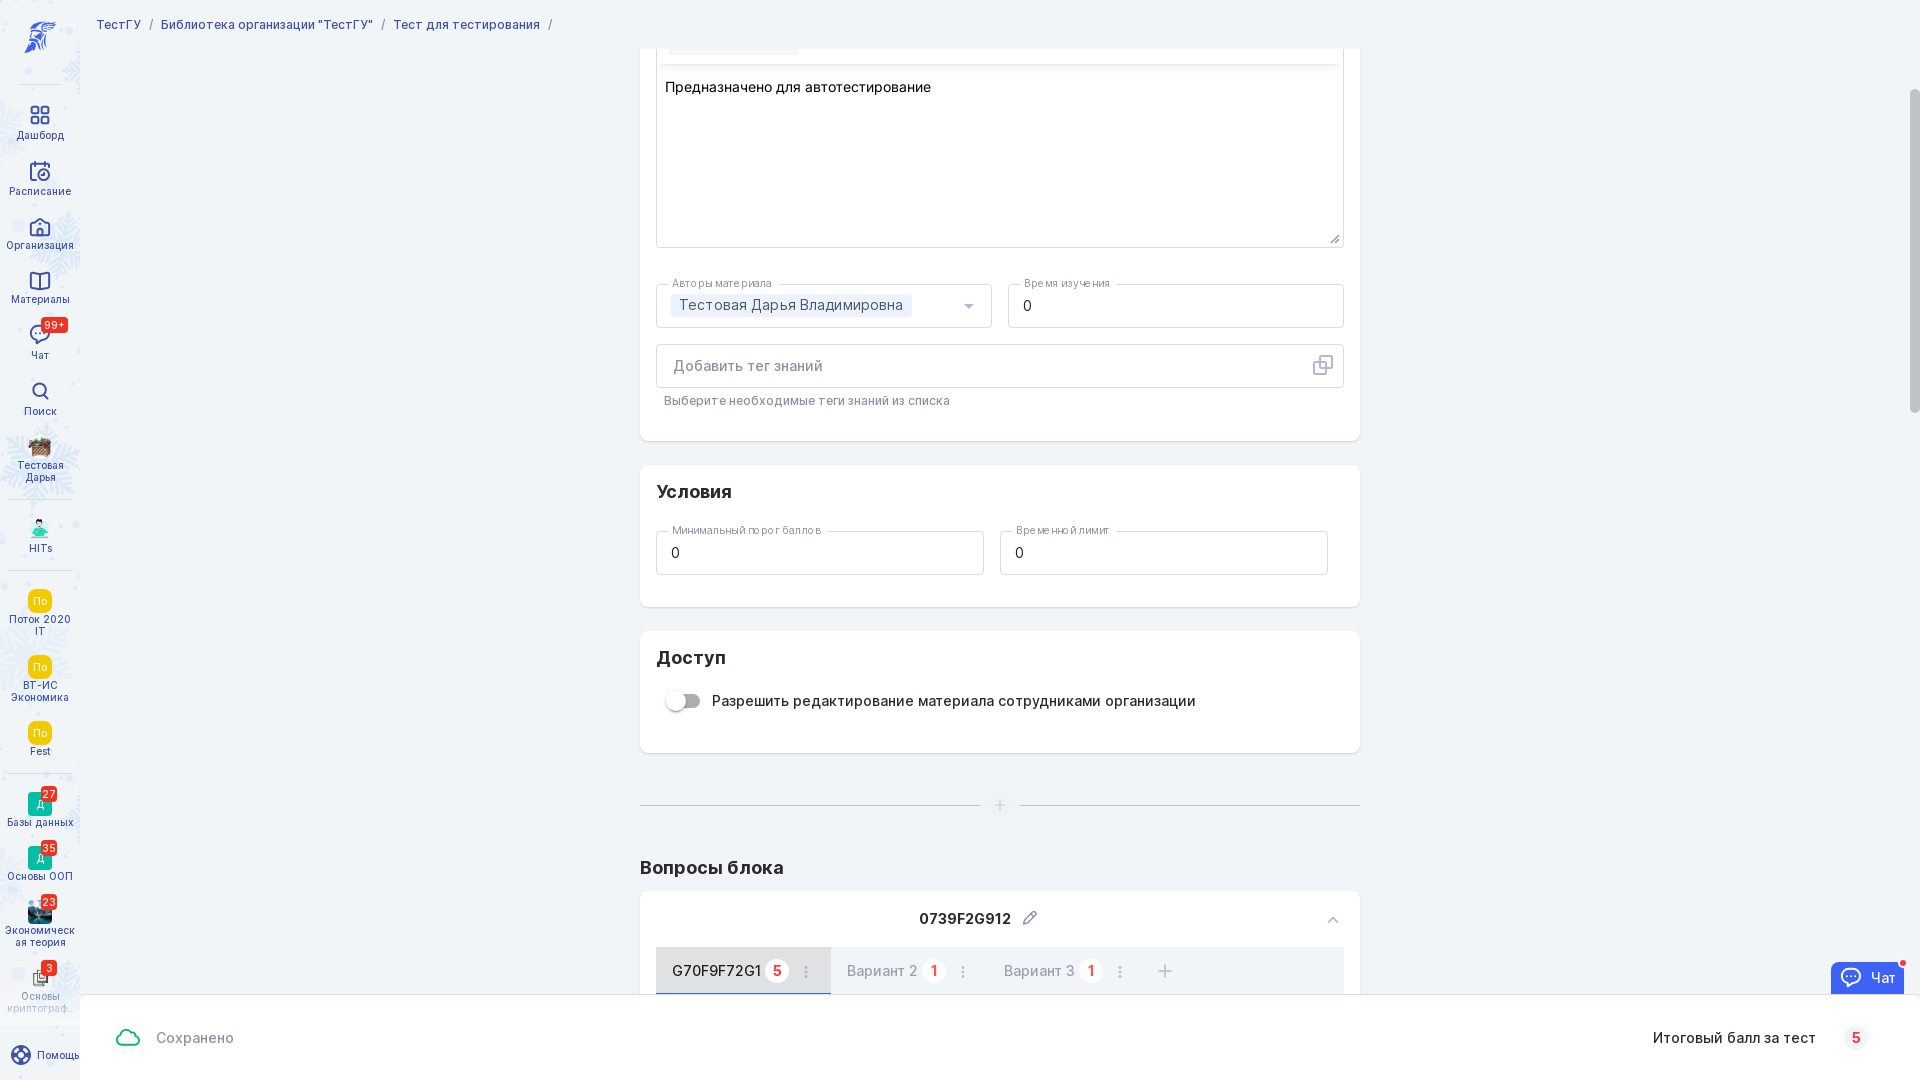 ТестГУ / Библиотека организации "ТестГУ" / Тест для тестирования /
Дашборд
Расписание
Организация
Материалы
99+
Чат
Поиск
Тестовая
Дарья
HITs
По
Поток 2020
IT
По
ВТ-ИС
Экономика
По
Fest
27
Д
Базы данных
35
Д
Основы ООП
23
Экономическ
ая теория
3
Основы
криптограф...
Помощь
Предназначено для автотестирование
Авторы материала
Тестовая Дарья Владимировна
Время изучения
0
Добавить тег знаний
Выберите необходимые теги знаний из списка
Условия
Минимальный порог баллов
0
Временной лимит
0
Доступ
Разрешить редактирование материала сотрудниками организации
Вопросы блока
0739F2G912
G70F9F72G1 5
Вариант 2 1
Вариант 3 1
Чат
Сохранено
Итоговый балл за тест 5